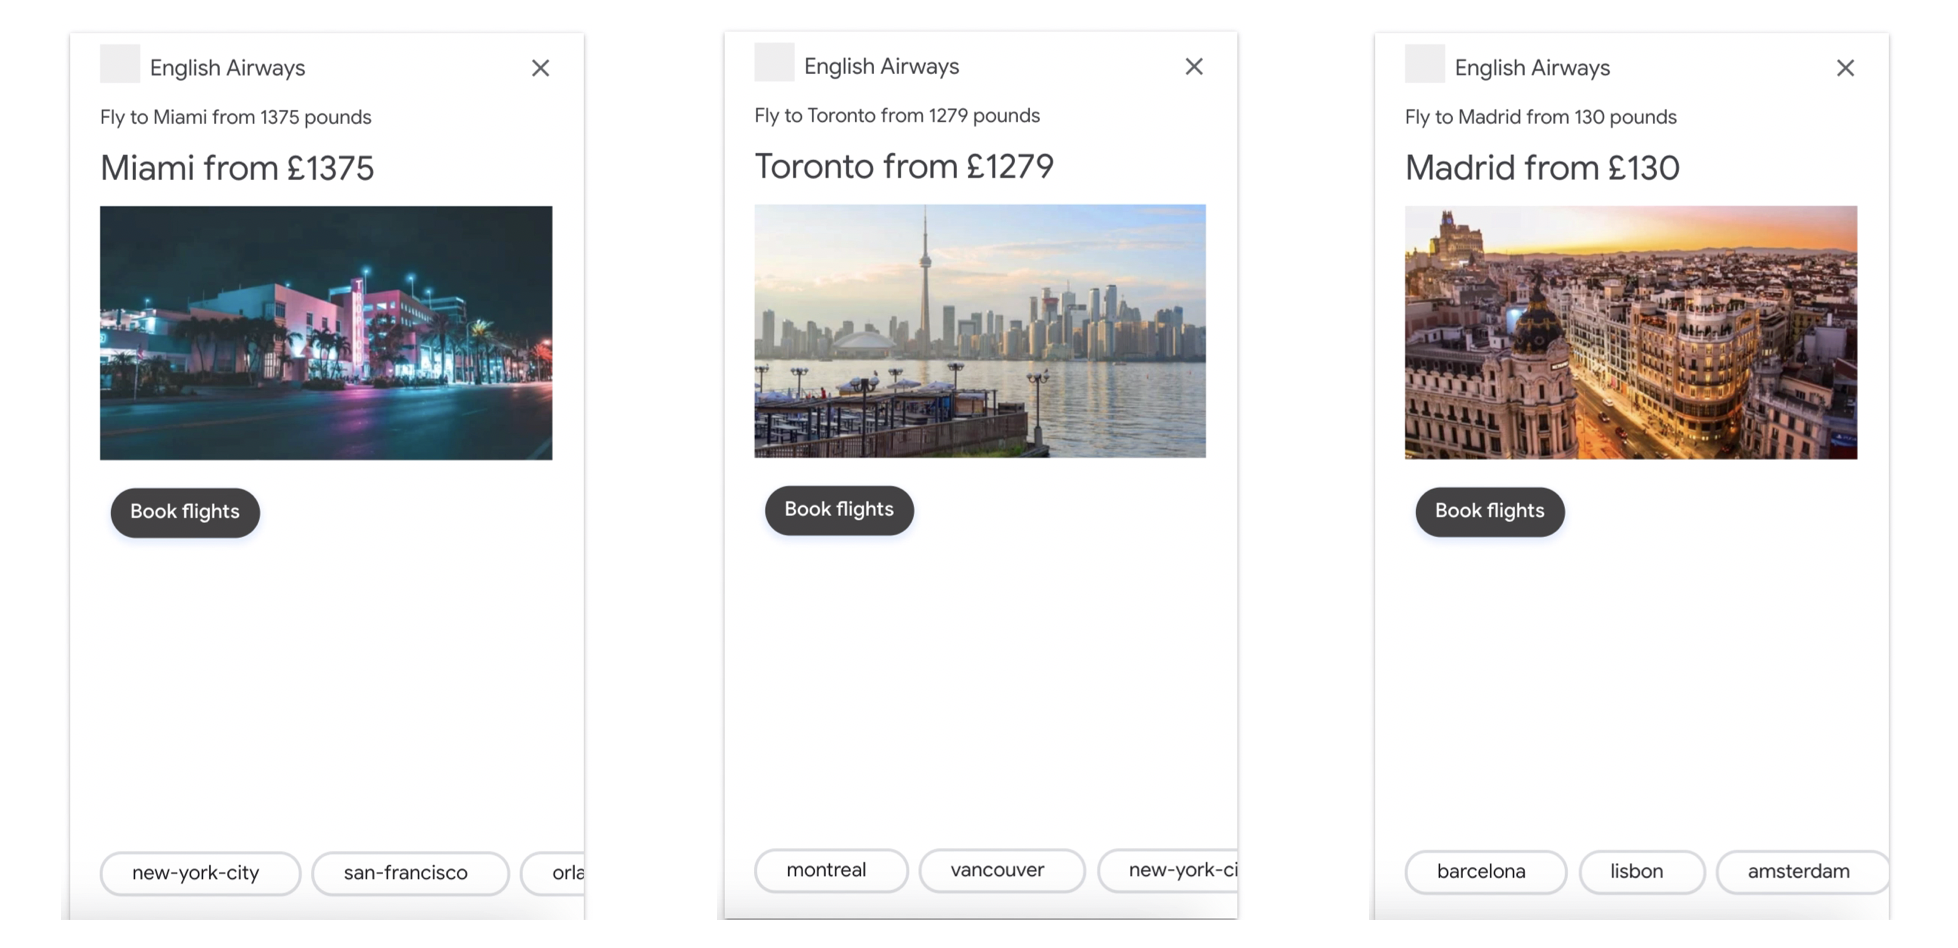 English Airways
Fly to Miami from 1375 pounds
Miami from £1375
Book flights
new-york-city
san-francisco
orla
English Airways
Fly to Toronto from 1279 pounds
Toronto from £1279
Book flights
montreal
vancouver
new-york-ci
English Airways
Fly to Madrid from 130 pounds
Madrid from £130
Book flights
barcelona
lisbon
amsterdam